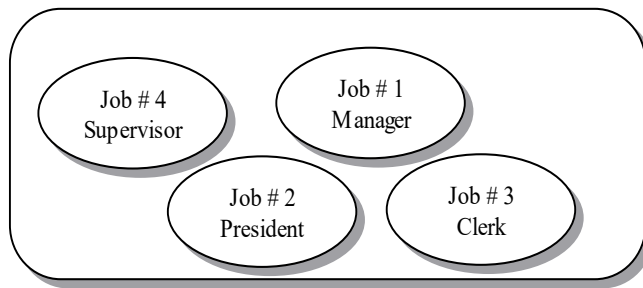 Job # 4
Supervisor
Job # 1
Manager
Job # 2
President
Job # 3
Clerk